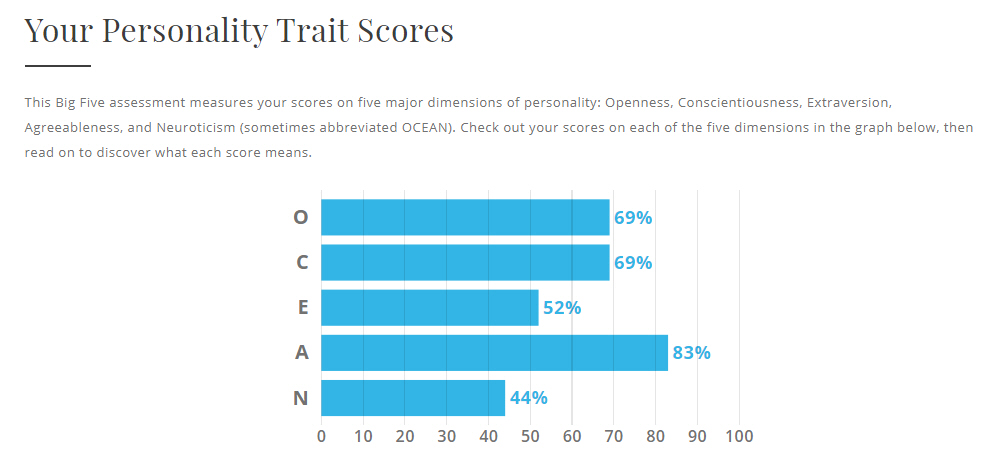 Your Personality Trait Scores
This Big Five assessment measures your scores on five major dimensions of personality: Openness, Conscientiousness, Extraversion,
Agreeableness, and Neuroticism (sometimes abbreviated OCEAN). Check out your scores on each of the five dimensions in the graph below, then
read on to discover what each score means.
O 69%
C 69%
E 52%
A 83%
N 44%
0 10 20 30 40 50 60 70 80 90 100